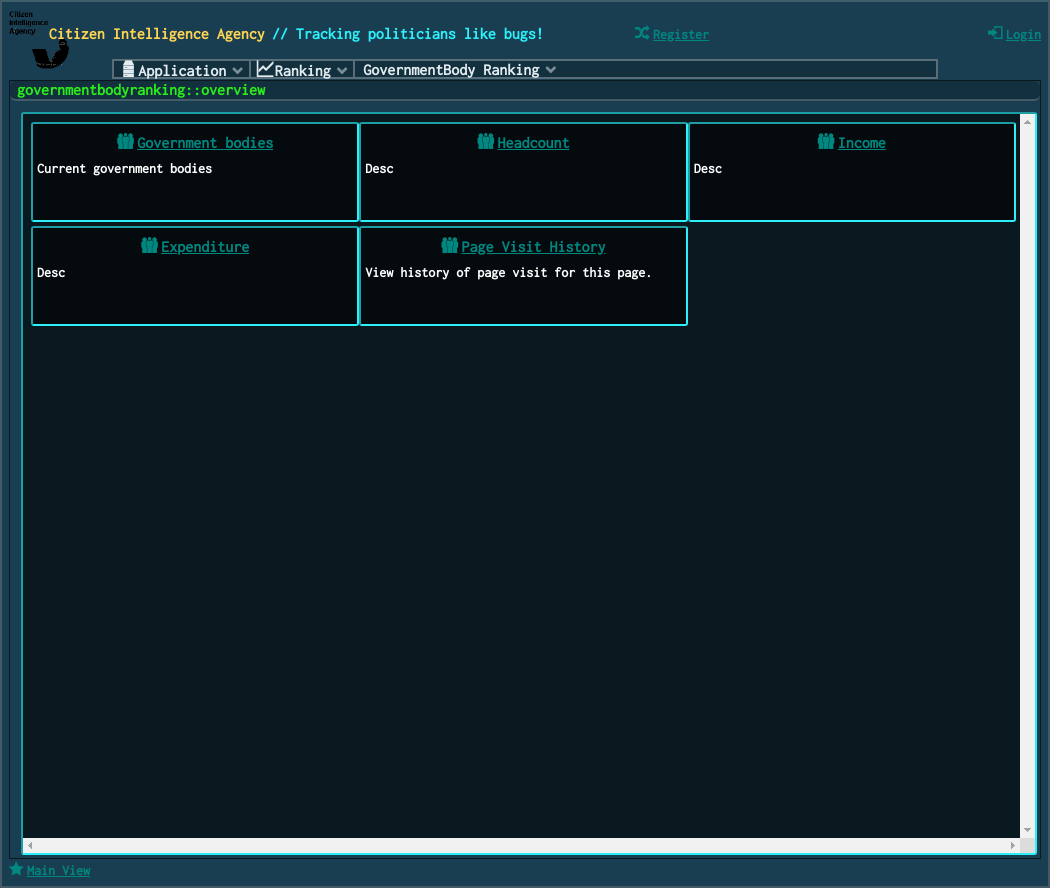 Citizen
Intelligence
Agency
Citizen Intelligence Agency // Tracking politicians like bugs!
Register
Login
Application
Ranking
GovernmentBody Ranking
governmentbodyranking::overview
Government bodies
Current government bodies
Headcount
Desc
Income
Desc
Expenditure
Desc
Page Visit History
View history of page visit for this page.
Main View